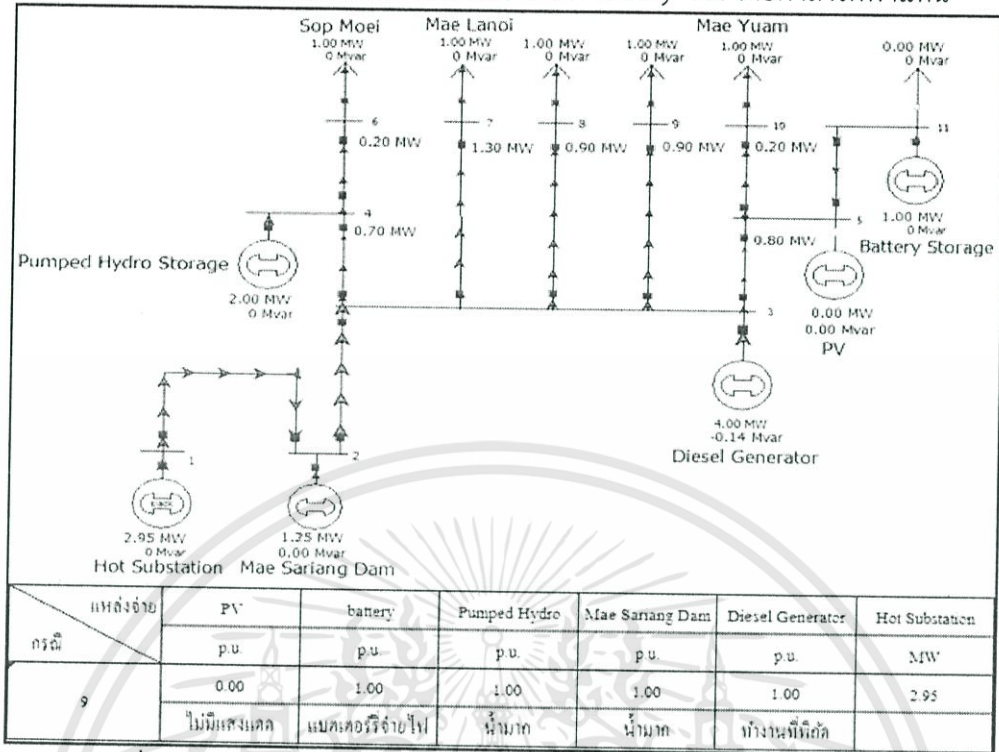 Sop Moei
1.00 MW
0 Mvar
Mae Lanoi
1.00 MW
0 Mvar
1.00 MW
0 Mvar
1.00 MW
0 Mvar
Mae Yuam
1.00 MW
0 Mvar
0.00 MW
0 Mvar
6
7
8
9
10
11
0.20 MW
1.30 MW
0.90 MW
0.90 MW
0.20 MW
1.00 MW
0 Mvar
Battery Storage
4
0.70 MW
5
0.80 MW
Pumped Hydro Storage
2.00 MW
0 Mvar
0.00 MW
0.00 Mvar
PV
3
4.00 MW
-0.14 Mvar
Diesel Generator
1
2
2.95 MW
0 Mvar
Hot Substation
1.25 MW
0.00 Mvar
Mae Sariang Dam
แหล่งจ่าย
กรณี
PV
battery
Pumped Hydro
Mae Sariang Dam
Diesel Generator
Hot Substation
p.u.
p.u.
p.u.
p.u.
p.u.
MW
9
0.00
1.00
1.00
1.00
1.00
2.95
ไม่มีแสงแดด
แบตเตอร์รี่จ่ายไฟ
น้ำมาก
น้ำมาก
ทำงานที่พิกัด